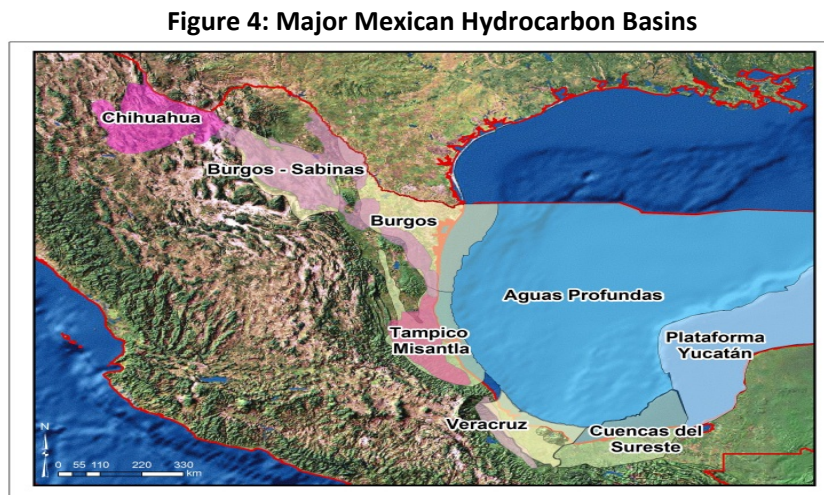 Figure 4: Major Mexican Hydrocarbon Basins
Chihuahua
Burgos - Sabinas
Burgos
Aguas Profundas
Plataforma
Yucatán
Tampico
Misantla
Veracruz
Cuencas del
Sureste
N
0 55 110 220 330
km